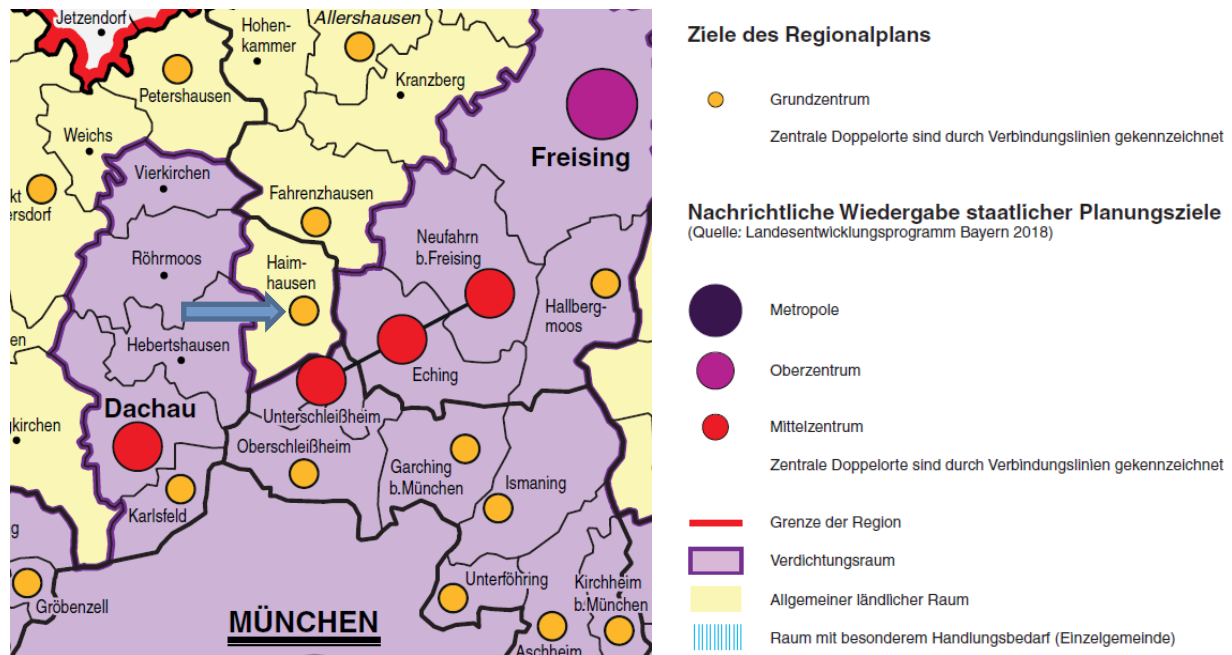 Jetzendorf
Hohen-
kammer
Allershausen
Petershausen
Kranzberg
Weichs
Freising
Vierkirchen
Fahrenzhausen
kt
ersdorf
Neufahrn
b.Freising
Röhrmoos
Haim-
hausen
Hallberg-
moos
en
Hebertshausen
Eching
Dachau
Unterschleißheim
kirchen
Oberschleißheim
Garching
b.München
Ismaning
Karlsfeld
g
Unterföhring
Kirchheim
b.München
Gröbenzell
MÜNCHEN
Aschheim
Ziele des Regionalplans
Grundzentrum
Zentrale Doppelorte sind durch Verbindungslinien gekennzeichnet
Nachrichtliche Wiedergabe staatlicher Planungsziele
(Quelle: Landesentwicklungsprogramm Bayern 2018)
Metropole
Oberzentrum
Mittelzentrum
Zentrale Doppelorte sind durch Verbindungslinien gekennzeichnet
Grenze der Region
Verdichtungsraum
Allgemeiner ländlicher Raum
Raum mit besonderem Handlungsbedarf (Einzelgemeinde)